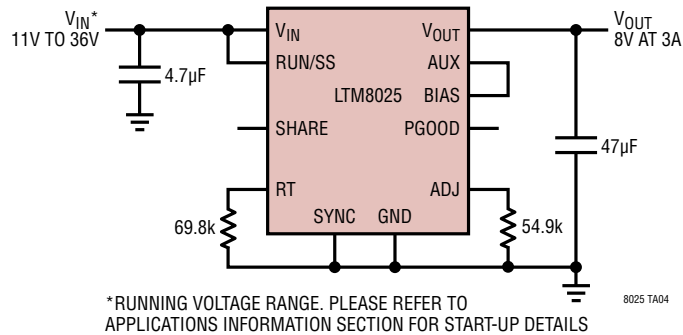 VIN*
11V TO 36V
4.7µF
VIN
RUN/SS
SHARE
RT
SYNC
GND
LTM8025
VOUT
AUX
BIAS
PGOOD
ADJ
VOUT
8V AT 3A
47µF
69.8k
54.9k
*RUNNING VOLTAGE RANGE. PLEASE REFER TO
APPLICATIONS INFORMATION SECTION FOR START-UP DETAILS
8025 TA04